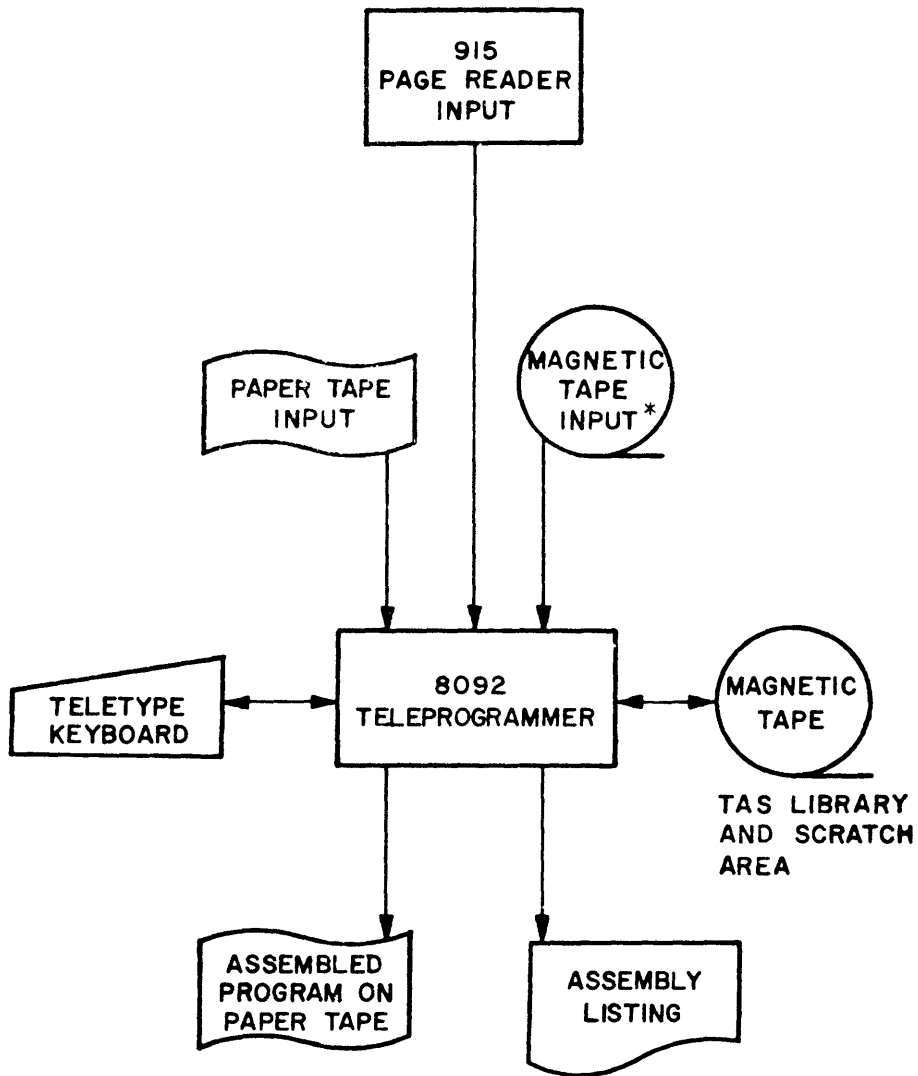 915
PAGE READER
INPUT
PAPER TAPE
INPUT
MAGNETIC
TAPE
INPUT*
TELETYPE
KEYBOARD
8092
TELEPROGRAMMER
MAGNETIC
TAPE
TAS LIBRARY
AND SCRATCH
AREA
ASSEMBLED
PROGRAM ON
PAPER TAPE
ASSEMBLY
LISTING